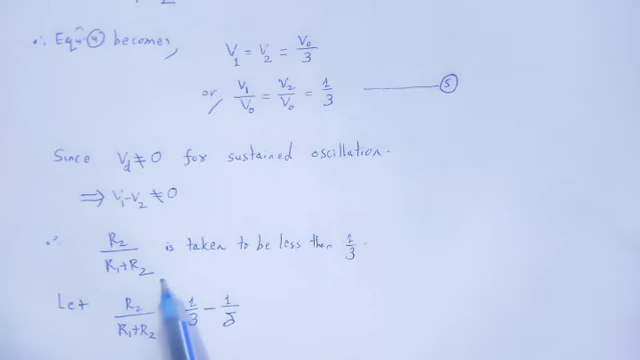 ∴ Equ. ④ becomes,
V₁ = V₂ = V₀/3
or, V₁/V₀ = V₂/V₀ = 1/3 —— ⑤
Since V_d ≠ 0 for sustained oscillation.
⟹ V₁-V₂ ≠ 0
∴ R₂/(R₁+R₂) is taken to be less than 1/3.
Let R₂/(R₁+R₂) 1/3 - 1/δ